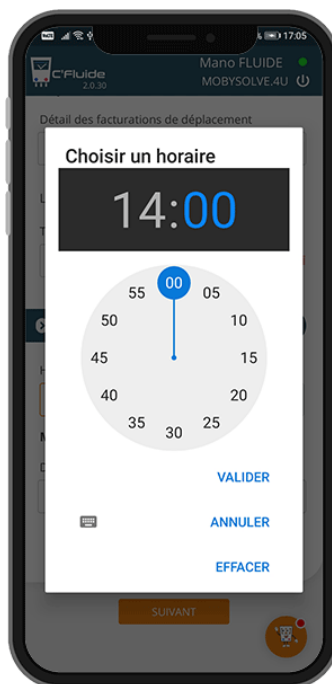 17:05
C'Fluide
2.0.30
Mano FLUIDE
MOBYSOLVE.4U
Détail des facturations de déplacement
Choisir un horaire
14:00
00
05
10
15
20
25
30
35
40
45
50
55
VALIDER
ANNULER
EFFACER
SUIVANT